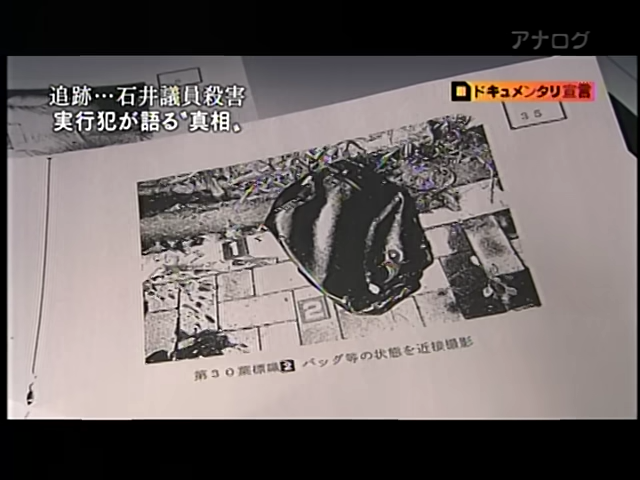 アナログ
追跡…石井議員殺害
実行犯が語る〝真相〟
ドキュメンタリ宣言
35
1
2
第30葉標識2 バッグ等の状態を近接撮影